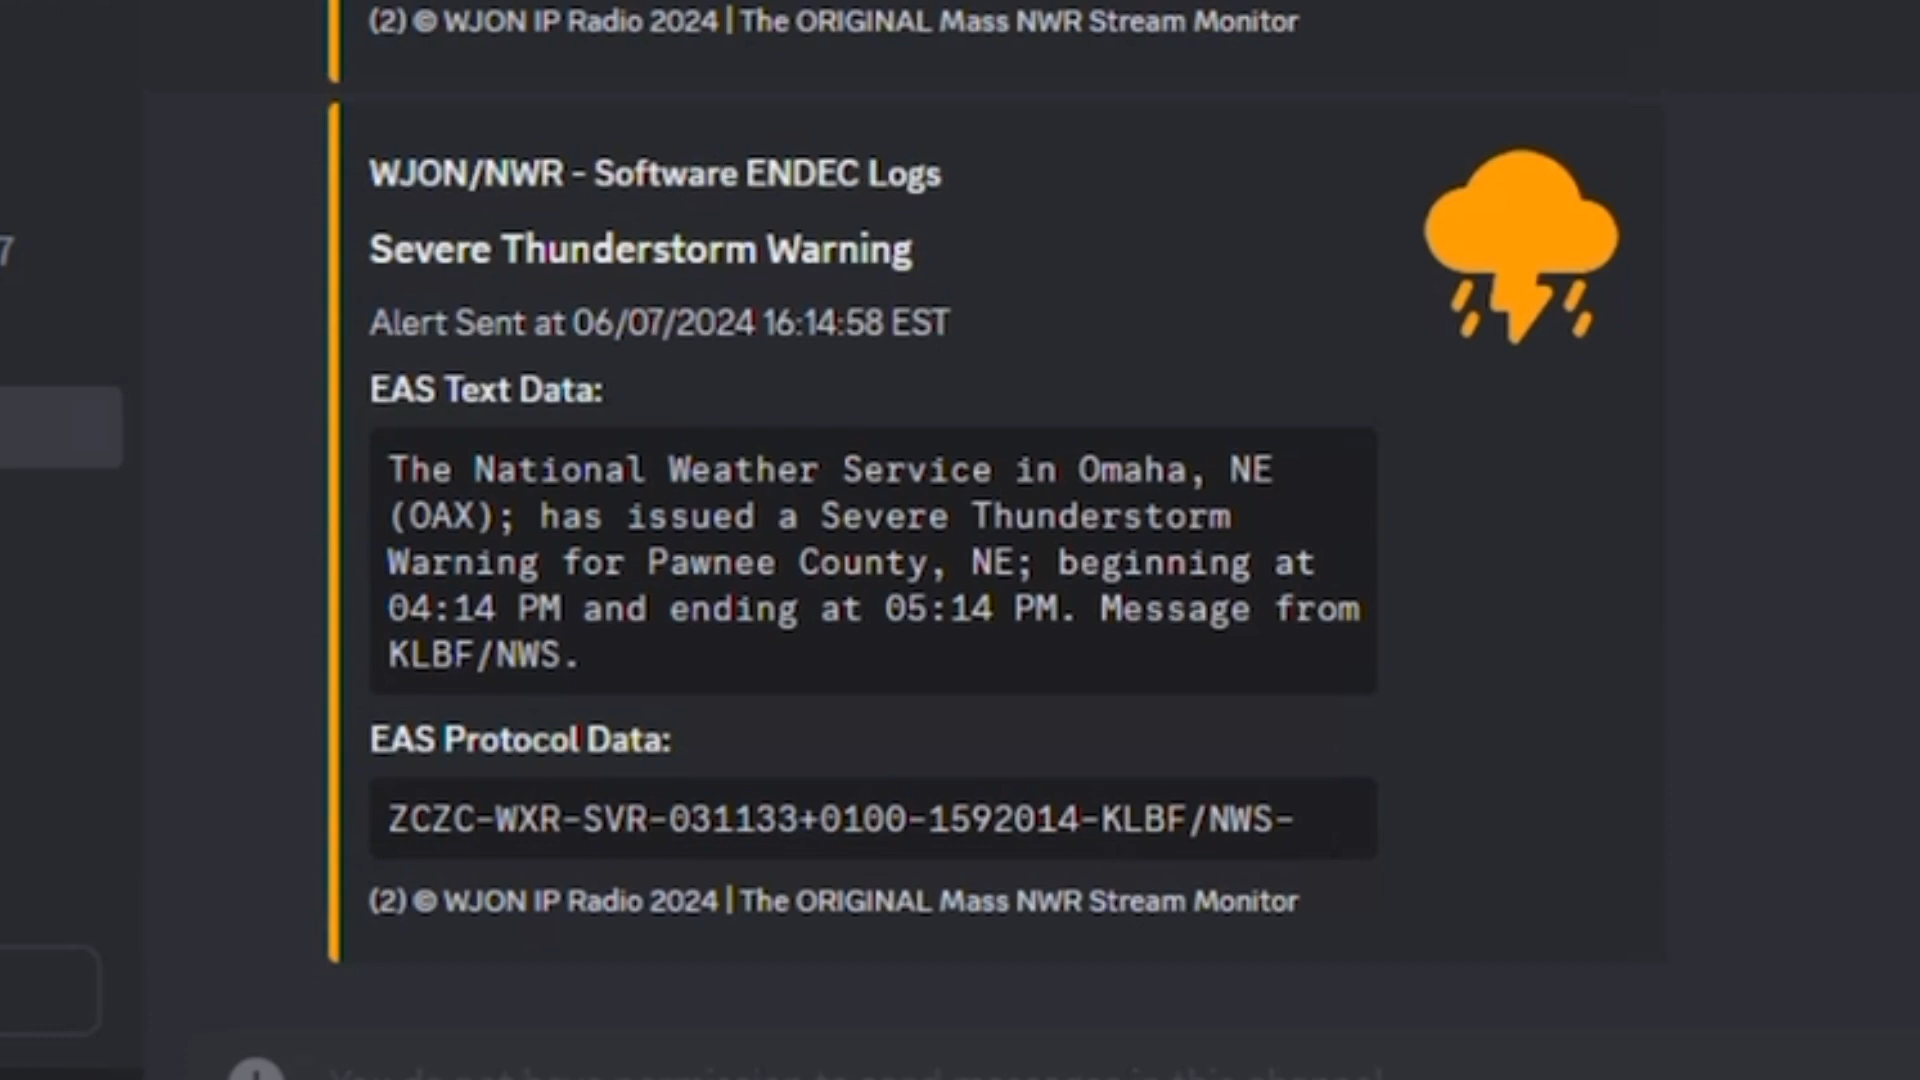 (2) © WJON IP Radio 2024 | The ORIGINAL Mass NWR Stream Monitor
WJON/NWR - Software ENDEC Logs
Severe Thunderstorm Warning
Alert Sent at 06/07/2024 16:14:58 EST
EAS Text Data:
The National Weather Service in Omaha, NE
(OAX); has issued a Severe Thunderstorm
Warning for Pawnee County, NE; beginning at
04:14 PM and ending at 05:14 PM. Message from
KLBF/NWS.
EAS Protocol Data:
ZCZC-WXR-SVR-031133+0100-1592014-KLBF/NWS-
(2) © WJON IP Radio 2024 | The ORIGINAL Mass NWR Stream Monitor
7